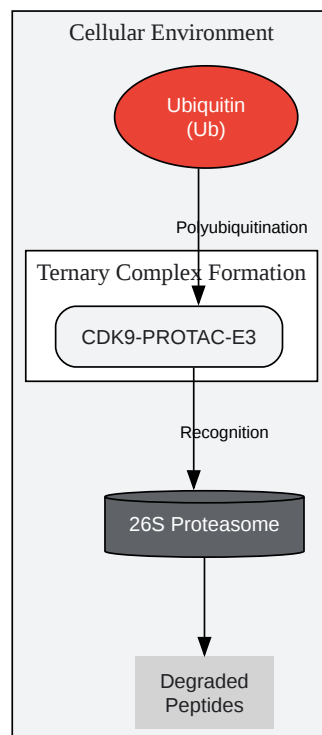 Cellular Environment
Ubiquitin
(Ub)
Polyubiquitination
Ternary Complex Formation
CDK9-PROTAC-E3
Recognition
26S Proteasome
Degraded
Peptides